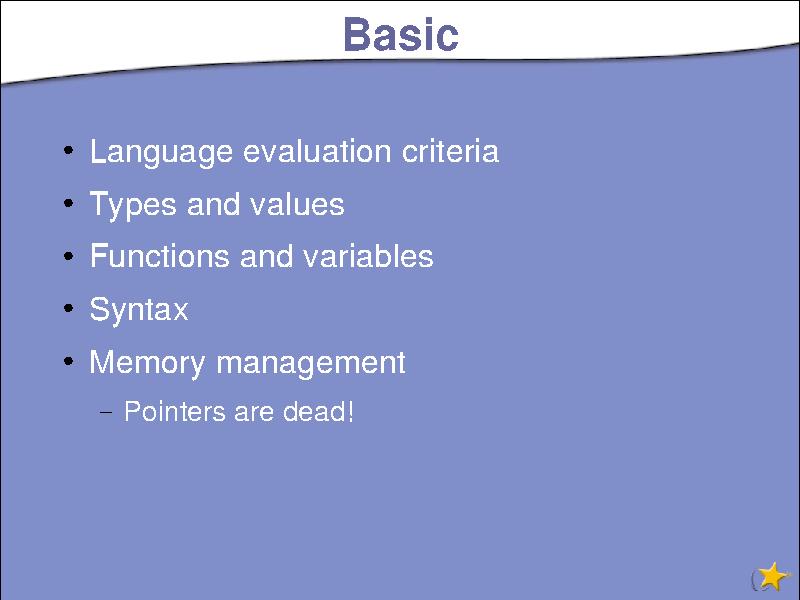 Basic
• Language evaluation criteria
• Types and values
• Functions and variables
• Syntax
• Memory management
– Pointers are dead!